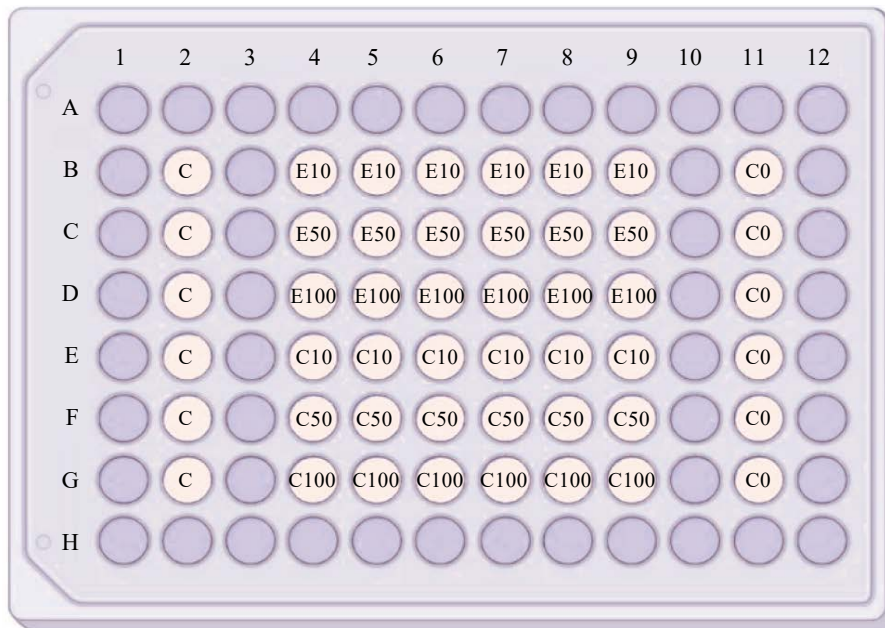 1 2 3 4 5 6 7 8 9 10 11 12
A
B C E10 E10 E10 E10 E10 E10 C0
C C E50 E50 E50 E50 E50 E50 C0
D C E100 E100 E100 E100 E100 E100 C0
E C C10 C10 C10 C10 C10 C10 C0
F C C50 C50 C50 C50 C50 C50 C0
G C C100 C100 C100 C100 C100 C100 C0
H